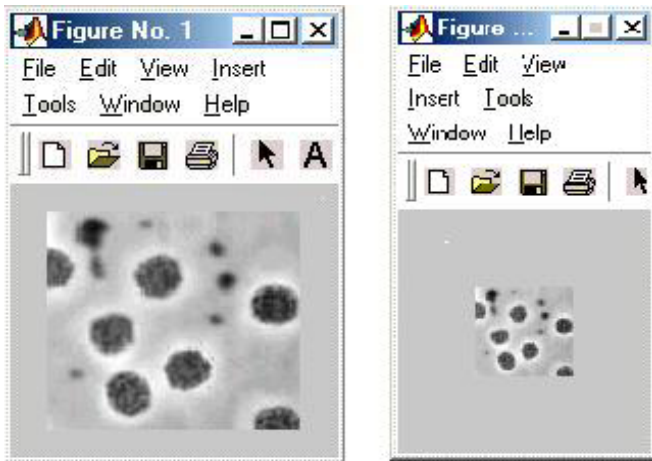 Figure No. 1
File Edit View Insert
Tools Window Help
A
Figure ...
File Edit View
Insert Tools
Window Help